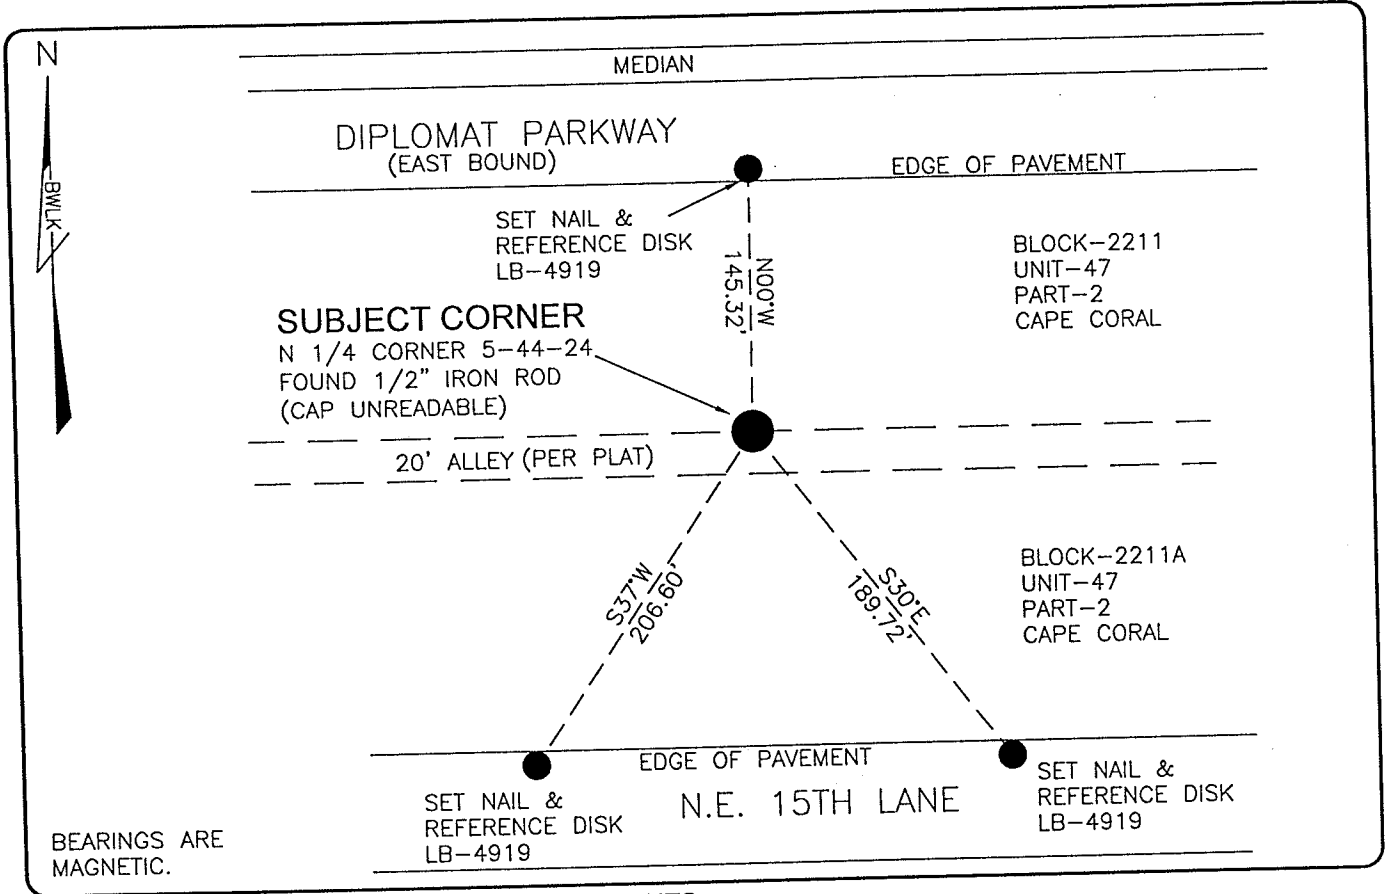 N
MEDIAN
DIPLOMAT PARKWAY
(EAST BOUND)
EDGE OF PAVEMENT
BWLK
SET NAIL &
REFERENCE DISK
LB-4919
N00°W
145.32'
BLOCK-2211
UNIT-47
PART-2
CAPE CORAL
SUBJECT CORNER
N 1/4 CORNER 5-44-24
FOUND 1/2" IRON ROD
(CAP UNREADABLE)
20' ALLEY (PER PLAT)
S37°W
206.60'
S30°E
189.72'
BLOCK-2211A
UNIT-47
PART-2
CAPE CORAL
EDGE OF PAVEMENT
N.E. 15TH LANE
SET NAIL &
REFERENCE DISK
LB-4919
SET NAIL &
REFERENCE DISK
LB-4919
BEARINGS ARE
MAGNETIC.